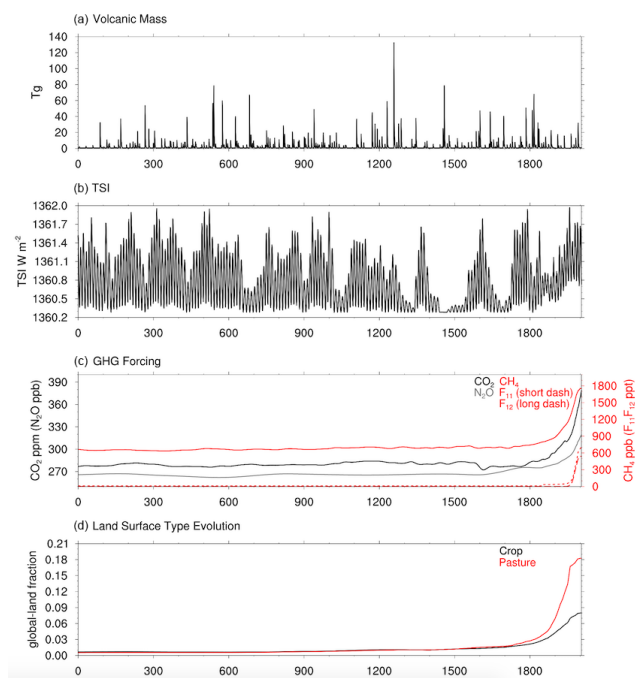 (a) Volcanic Mass
140
120
100
80
60
40
20
0
Tg
0 300 600 900 1200 1500 1800
(b) TSI
1362.0
1361.7
1361.4
1361.1
1360.8
1360.5
1360.2
TSI W m-2
0 300 600 900 1200 1500 1800
(c) GHG Forcing
390
360
330
300
270
CO2 ppm (N2O ppb)
CO2 CH4
N2O F11 (short dash)
F12 (long dash)
1800
1500
1200
900
600
300
0
CH4 ppb (F11F12 ppt)
0 300 600 900 1200 1500 1800
(d) Land Surface Type Evolution
0.21
0.18
0.15
0.12
0.09
0.06
0.03
0.00
global-land fraction
Crop
Pasture
0 300 600 900 1200 1500 1800